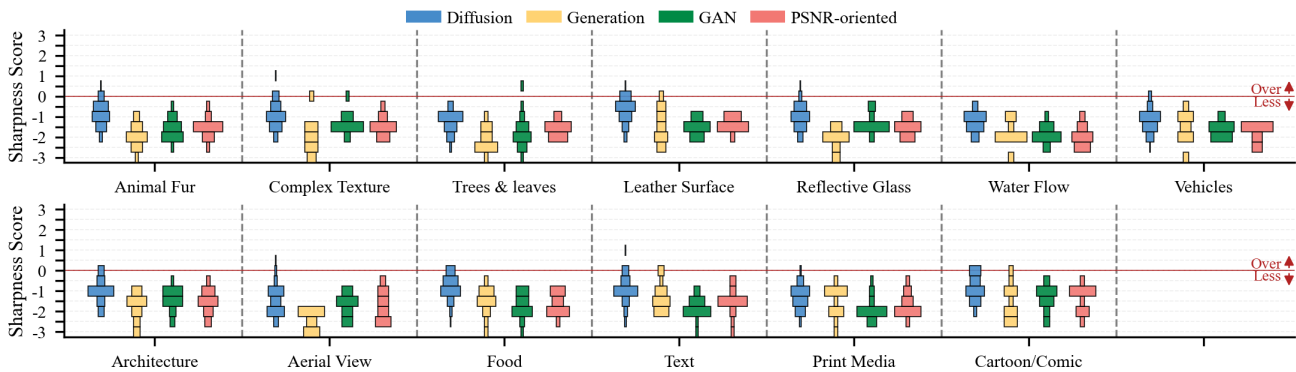 Diffusion Generation GAN PSNR-oriented
Sharpness Score
3
2
1
0
-1
-2
-3
Over
Less
Animal Fur Complex Texture Trees & leaves Leather Surface Reflective Glass Water Flow Vehicles
Sharpness Score
3
2
1
0
-1
-2
-3
Over
Less
Architecture Aerial View Food Text Print Media Cartoon/Comic